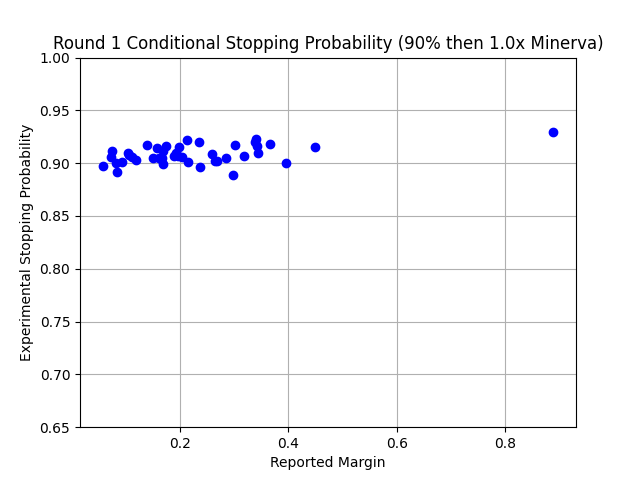 Round 1 Conditional Stopping Probability (90% then 1.0x Minerva)
1.00
0.95
0.90
0.85
0.80
0.75
0.70
0.65
Experimental Stopping Probability
0.2 0.4 0.6 0.8
Reported Margin